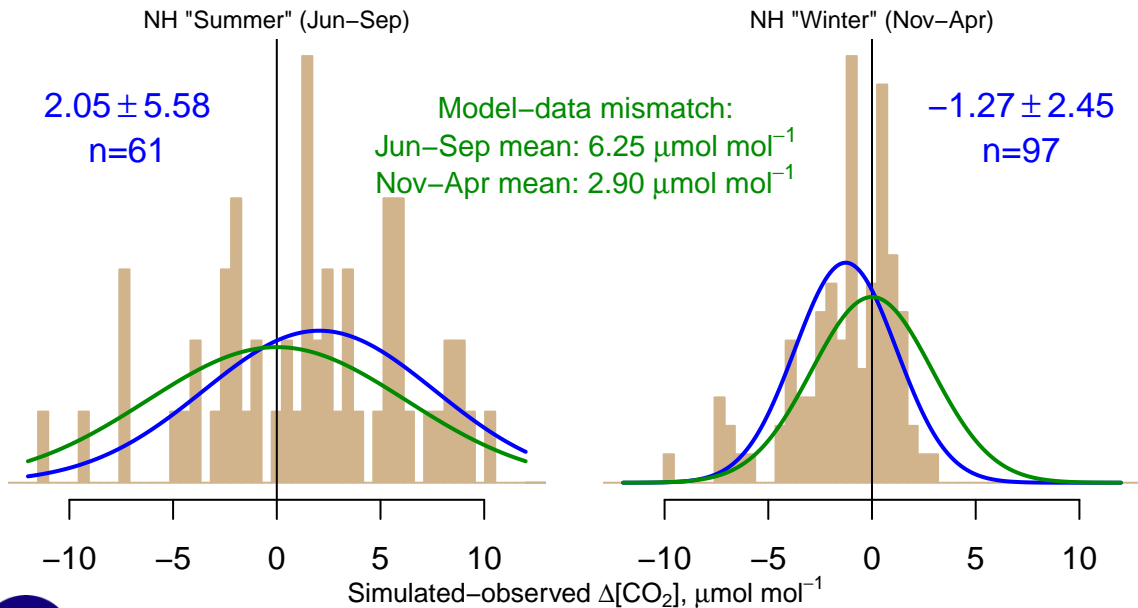 NH "Summer" (Jun−Sep)
NH "Winter" (Nov−Apr)
2.05 ± 5.58
n=61
Model−data mismatch:
Jun−Sep mean: 6.25 μmol mol⁻¹
Nov−Apr mean: 2.90 μmol mol⁻¹
−1.27 ± 2.45
n=97
−10 −5 0 5 10
−10 −5 0 5 10
Simulated−observed Δ[CO₂], μmol mol⁻¹